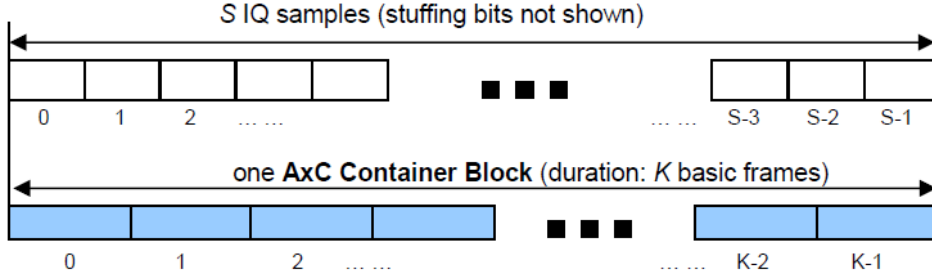 S IQ samples (stuffing bits not shown)
0 1 2 ... ... ... ... S-3 S-2 S-1
one AxC Container Block (duration: K basic frames)
0 1 2 ... ... ... ... K-2 K-1